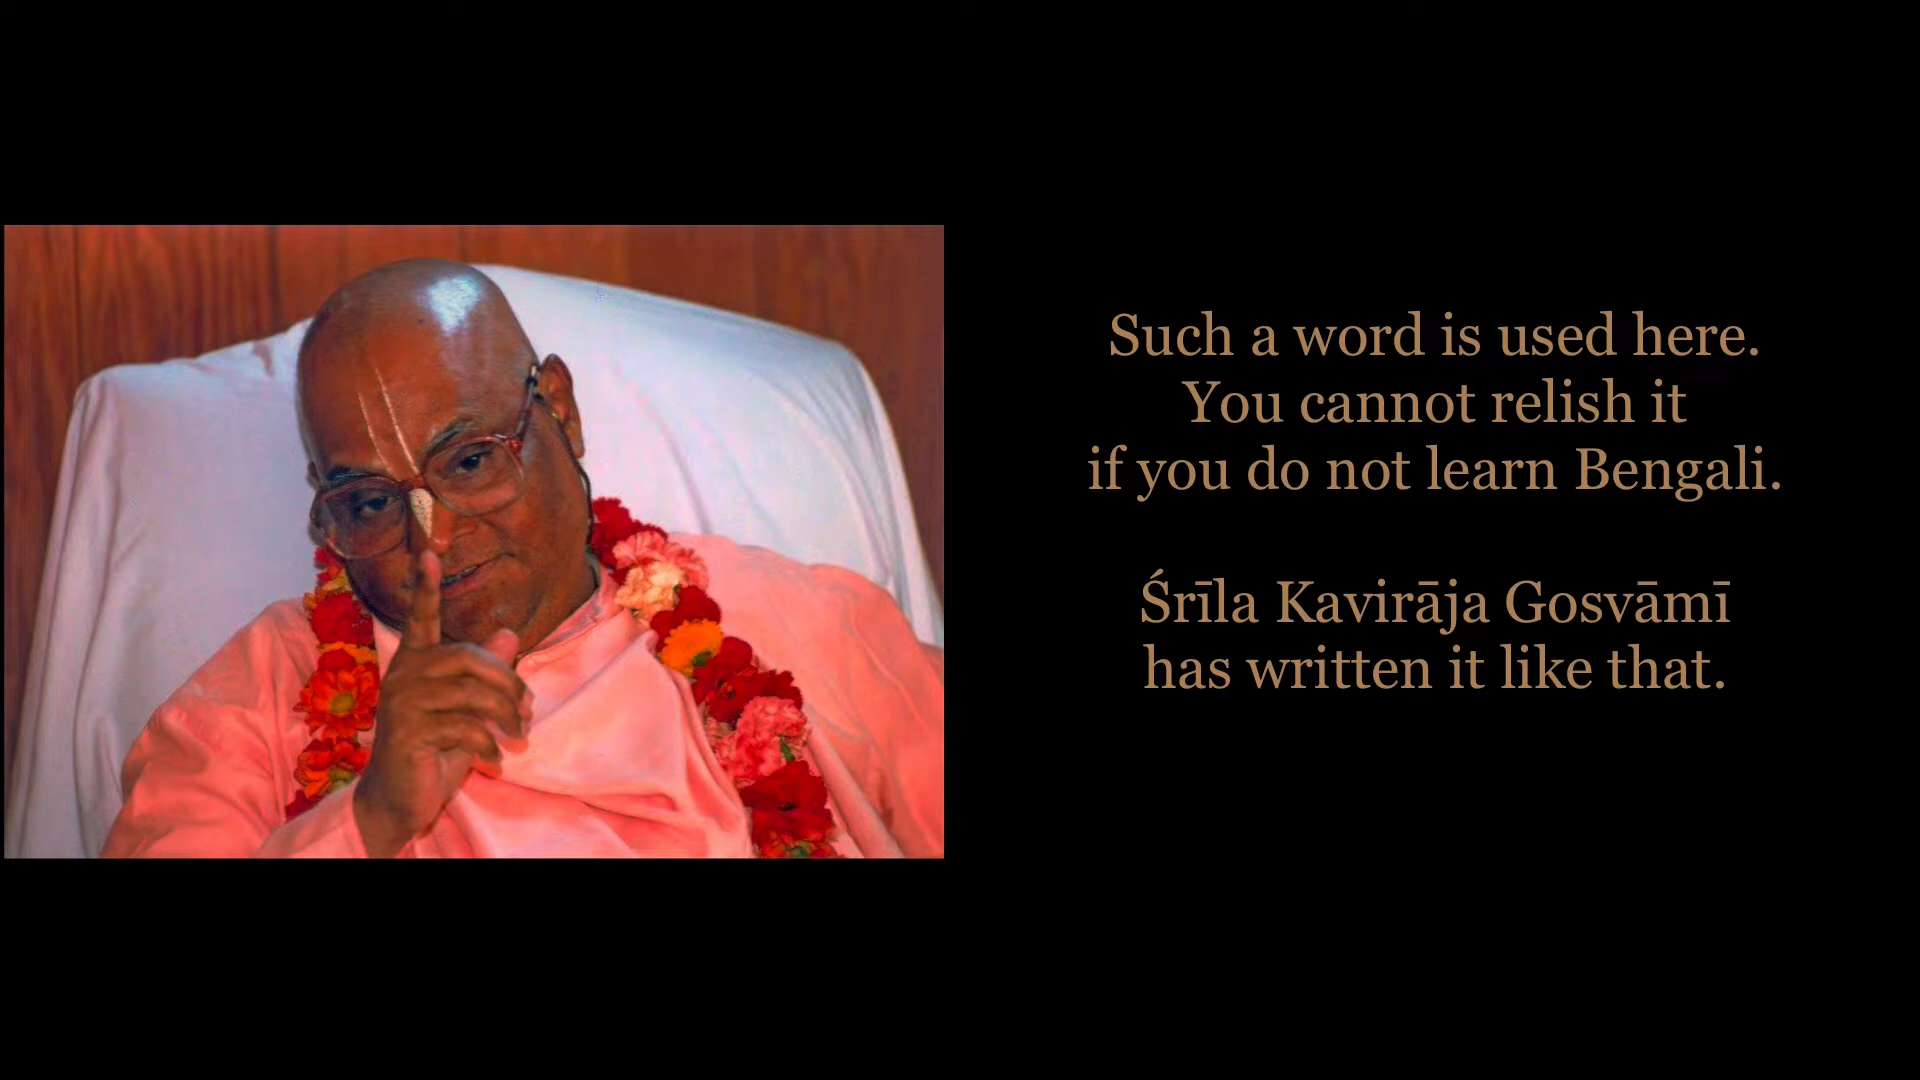 Such a word is used here.
You cannot relish it
if you do not learn Bengali.
Śrīla Kavirāja Gosvāmī
has written it like that.